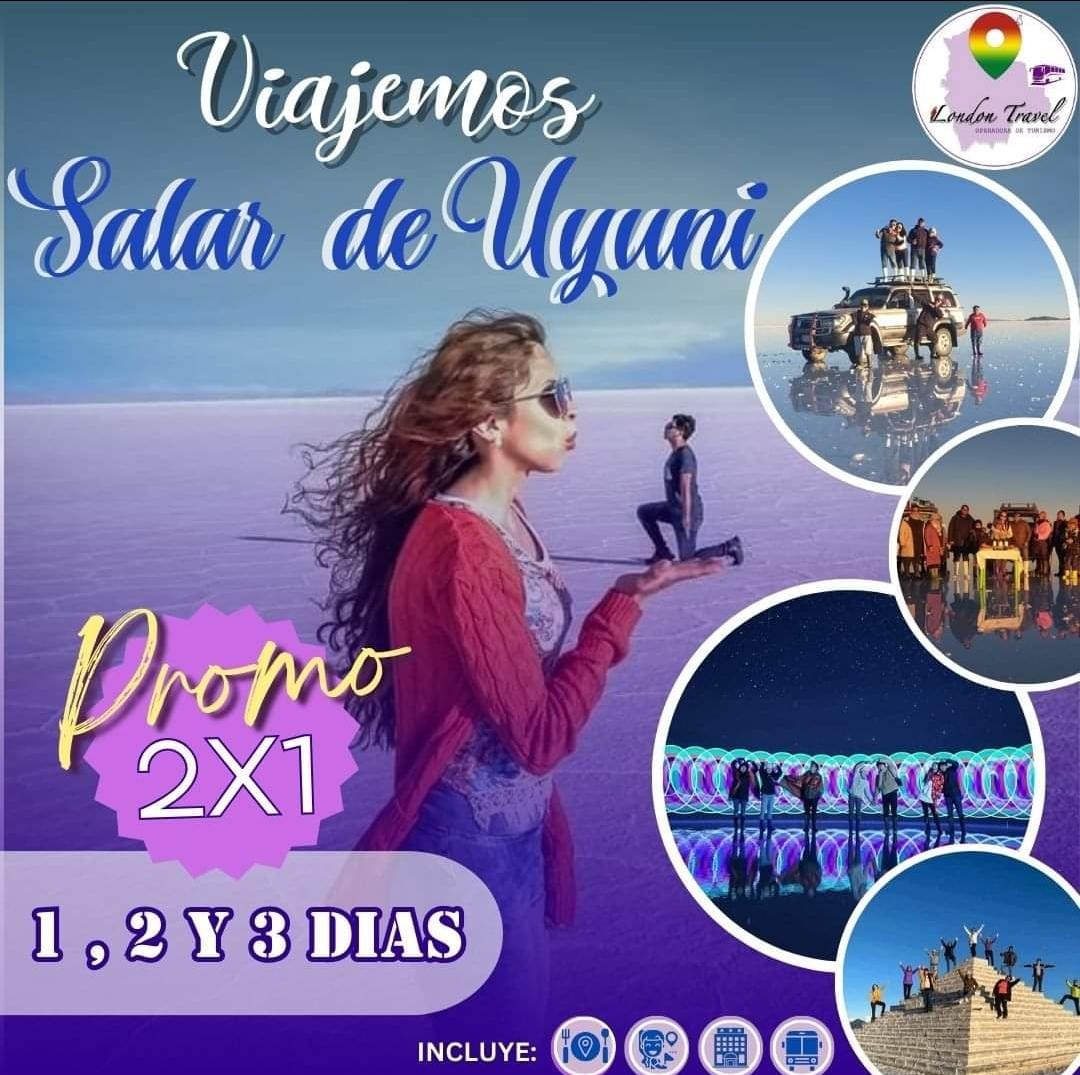 Viajemos
Salar de Uyuni
London Travel
OPERADORA DE TURISMO
Promo
2X1
1 , 2 Y 3 DIAS
INCLUYE: